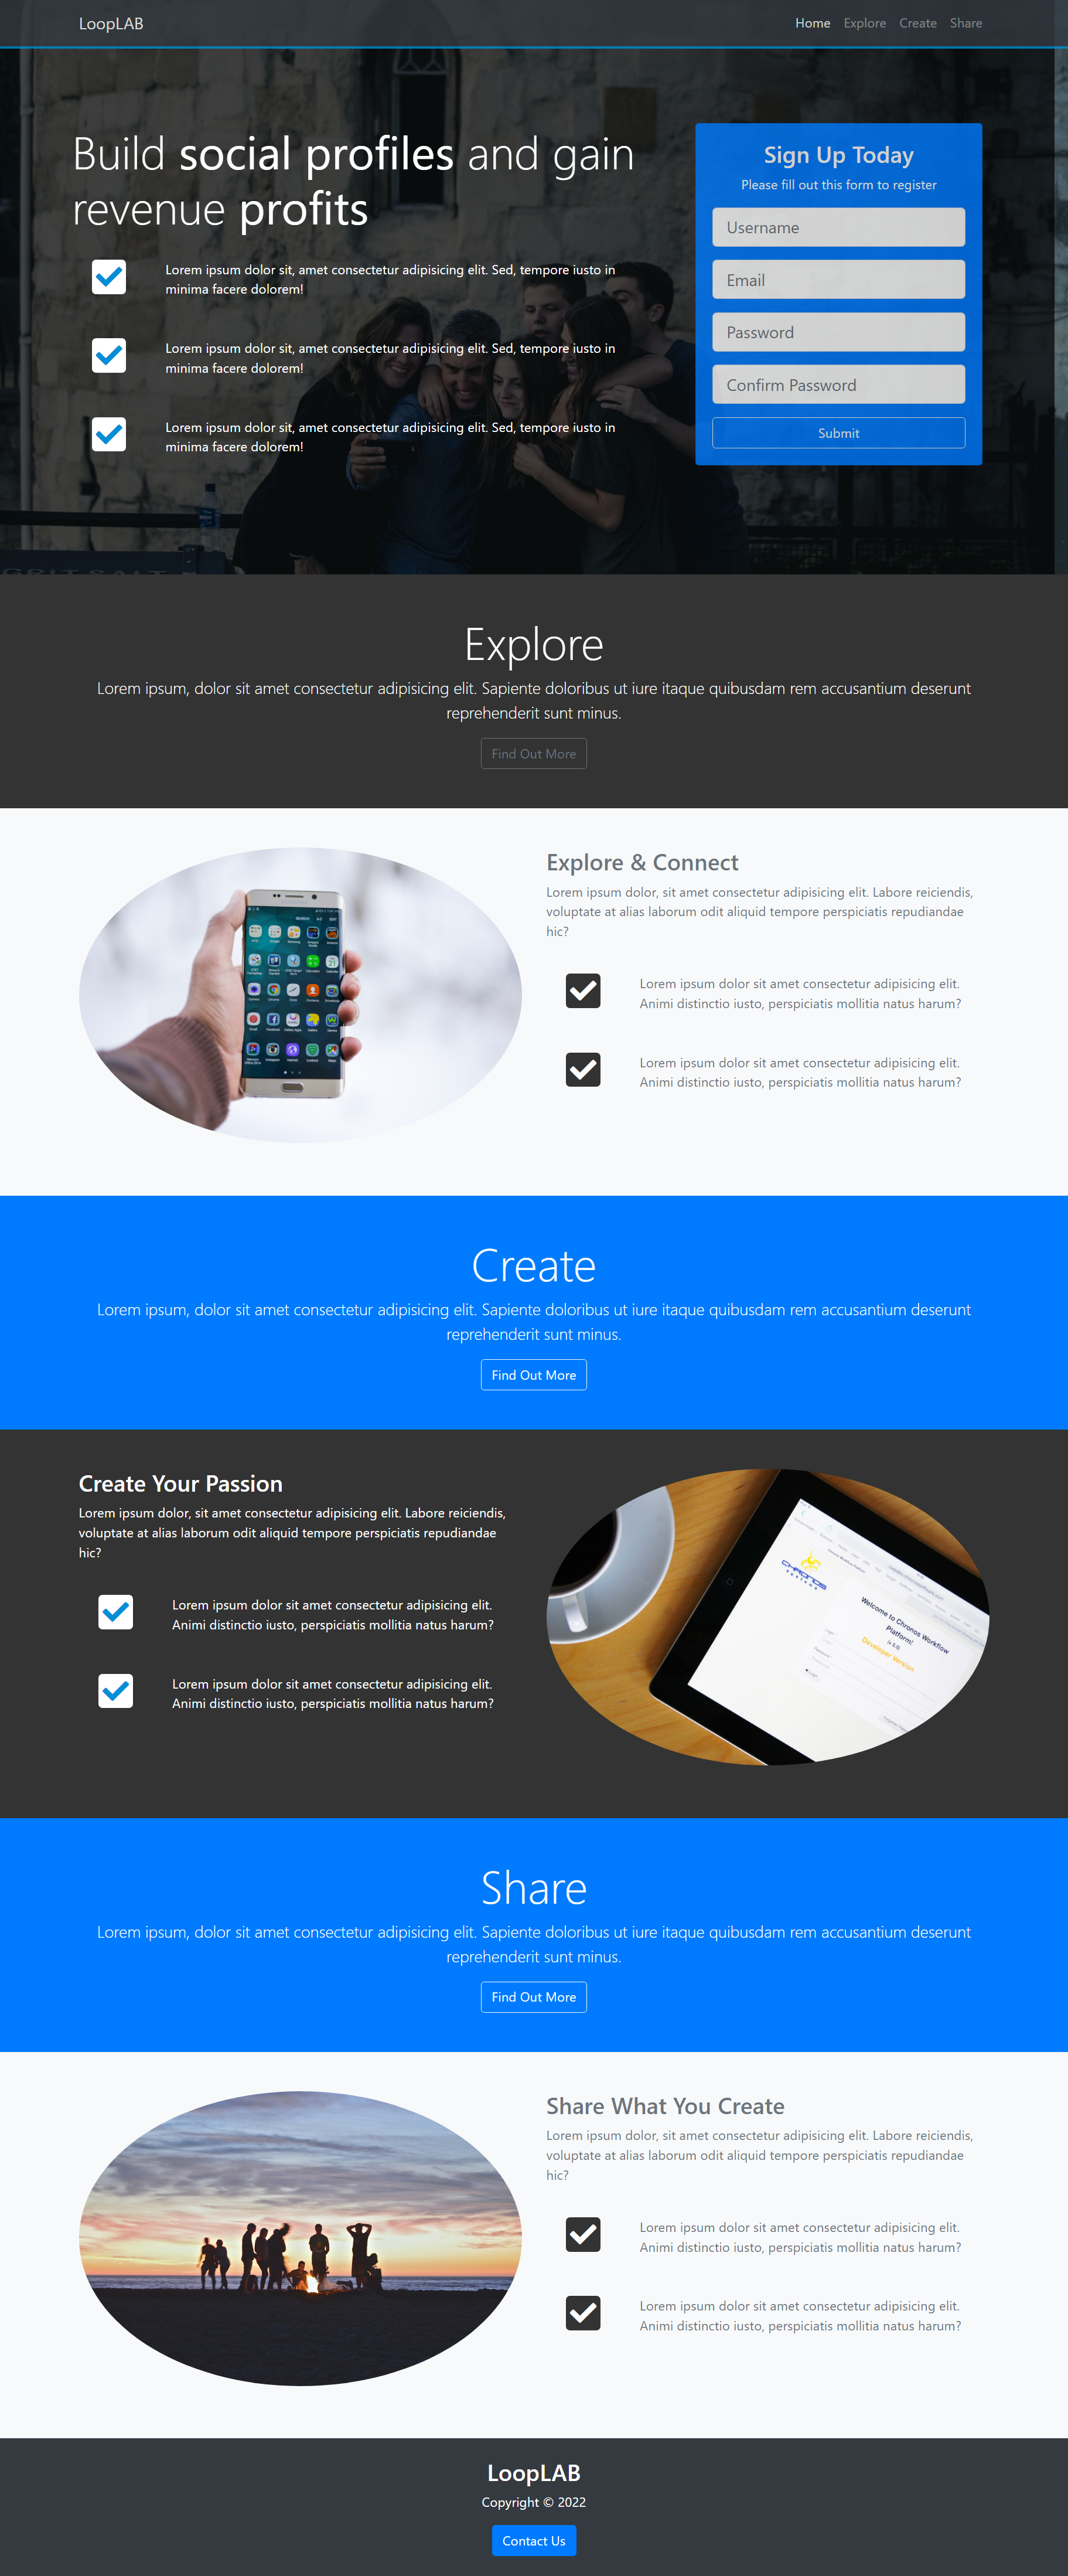 LoopLAB
Home Explore Create Share
Build social profiles and gain
revenue profits
Lorem ipsum dolor sit, amet consectetur adipisicing elit. Sed, tempore iusto in
minima facere dolorem!
Lorem ipsum dolor sit, amet consectetur adipisicing elit. Sed, tempore iusto in
minima facere dolorem!
Lorem ipsum dolor sit, amet consectetur adipisicing elit. Sed, tempore iusto in
minima facere dolorem!
Sign Up Today
Please fill out this form to register
Username
Email
Password
Confirm Password
Submit
Explore
Lorem ipsum, dolor sit amet consectetur adipisicing elit. Sapiente doloribus ut iure itaque quibusdam rem accusantium deserunt
reprehenderit sunt minus.
Find Out More
Explore & Connect
Lorem ipsum dolor, sit amet consectetur adipisicing elit. Labore reiciendis,
voluptate at alias laborum odit aliquid tempore perspiciatis repudiandae
hic?
Lorem ipsum dolor sit amet consectetur adipisicing elit.
Animi distinctio iusto, perspiciatis mollitia natus harum?
Lorem ipsum dolor sit amet consectetur adipisicing elit.
Animi distinctio iusto, perspiciatis mollitia natus harum?
Create
Lorem ipsum, dolor sit amet consectetur adipisicing elit. Sapiente doloribus ut iure itaque quibusdam rem accusantium deserunt
reprehenderit sunt minus.
Find Out More
Create Your Passion
Lorem ipsum dolor, sit amet consectetur adipisicing elit. Labore reiciendis,
voluptate at alias laborum odit aliquid tempore perspiciatis repudiandae
hic?
Lorem ipsum dolor sit amet consectetur adipisicing elit.
Animi distinctio iusto, perspiciatis mollitia natus harum?
Lorem ipsum dolor sit amet consectetur adipisicing elit.
Animi distinctio iusto, perspiciatis mollitia natus harum?
CHRONOS
Welcome to Chronos Workflow
Platform!
Developer Version
Share
Lorem ipsum, dolor sit amet consectetur adipisicing elit. Sapiente doloribus ut iure itaque quibusdam rem accusantium deserunt
reprehenderit sunt minus.
Find Out More
Share What You Create
Lorem ipsum dolor, sit amet consectetur adipisicing elit. Labore reiciendis,
voluptate at alias laborum odit aliquid tempore perspiciatis repudiandae
hic?
Lorem ipsum dolor sit amet consectetur adipisicing elit.
Animi distinctio iusto, perspiciatis mollitia natus harum?
Lorem ipsum dolor sit amet consectetur adipisicing elit.
Animi distinctio iusto, perspiciatis mollitia natus harum?
LoopLAB
Copyright © 2022
Contact Us